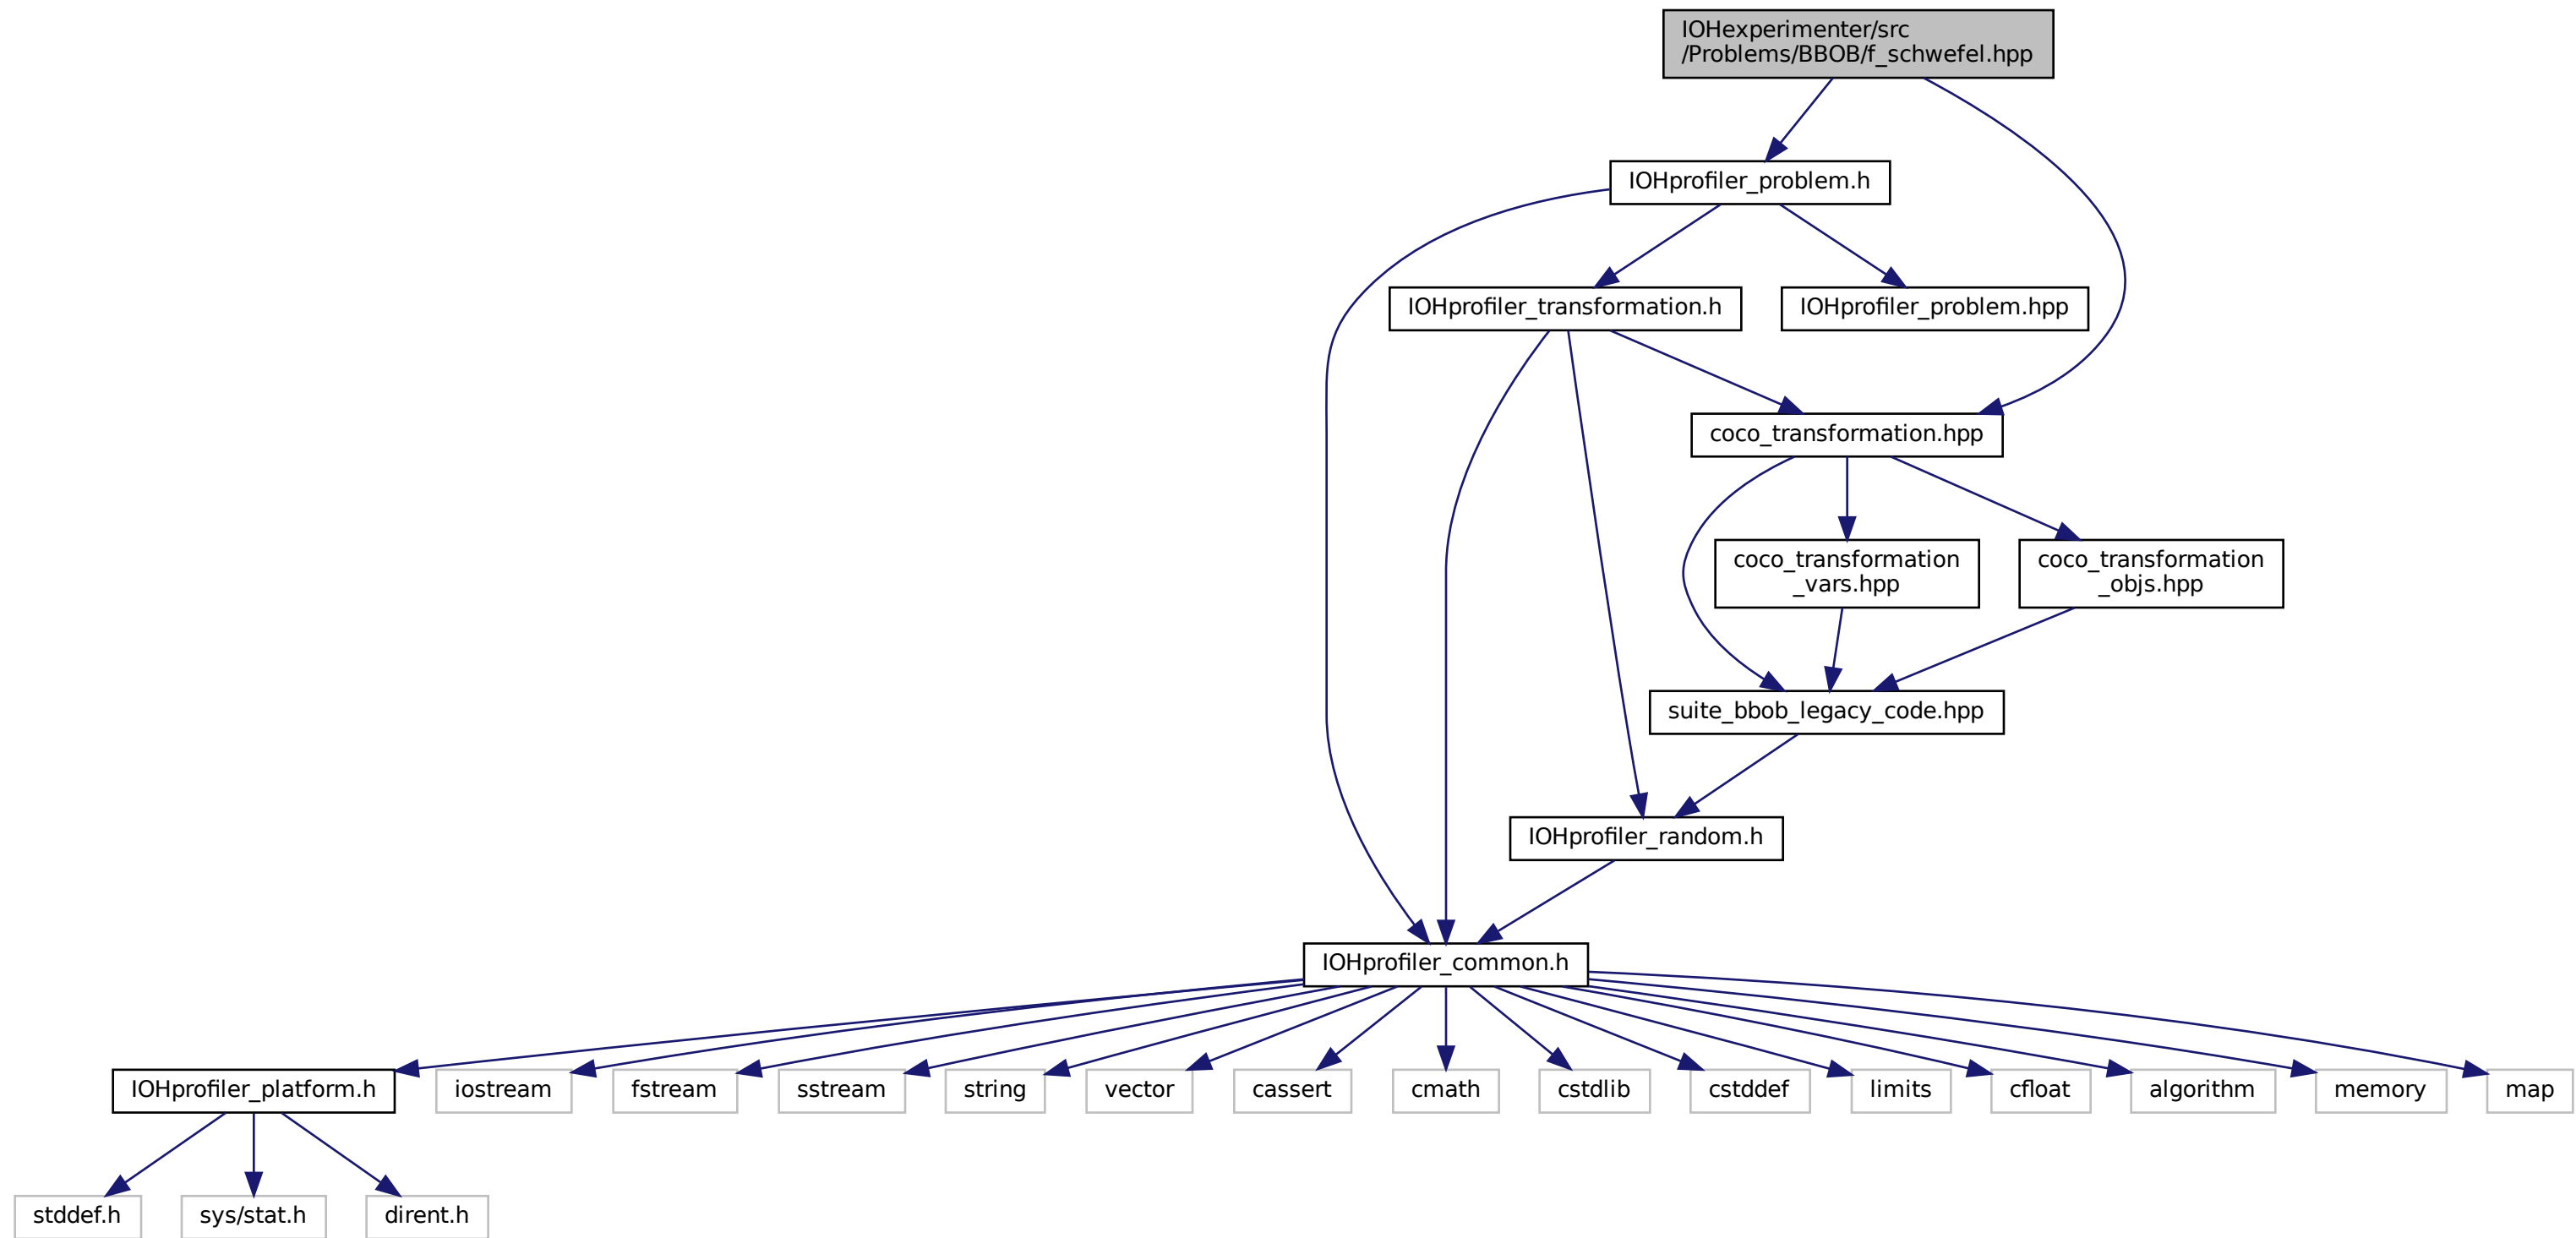 IOHexperimenter/src
/Problems/BBOB/f_schwefel.hpp
IOHprofiler_problem.h
IOHprofiler_transformation.h
IOHprofiler_problem.hpp
coco_transformation.hpp
coco_transformation
_vars.hpp
coco_transformation
_objs.hpp
suite_bbob_legacy_code.hpp
IOHprofiler_random.h
IOHprofiler_common.h
IOHprofiler_platform.h
iostream
fstream
sstream
string
vector
cassert
cmath
cstdlib
cstddef
limits
cfloat
algorithm
memory
map
stddef.h
sys/stat.h
dirent.h